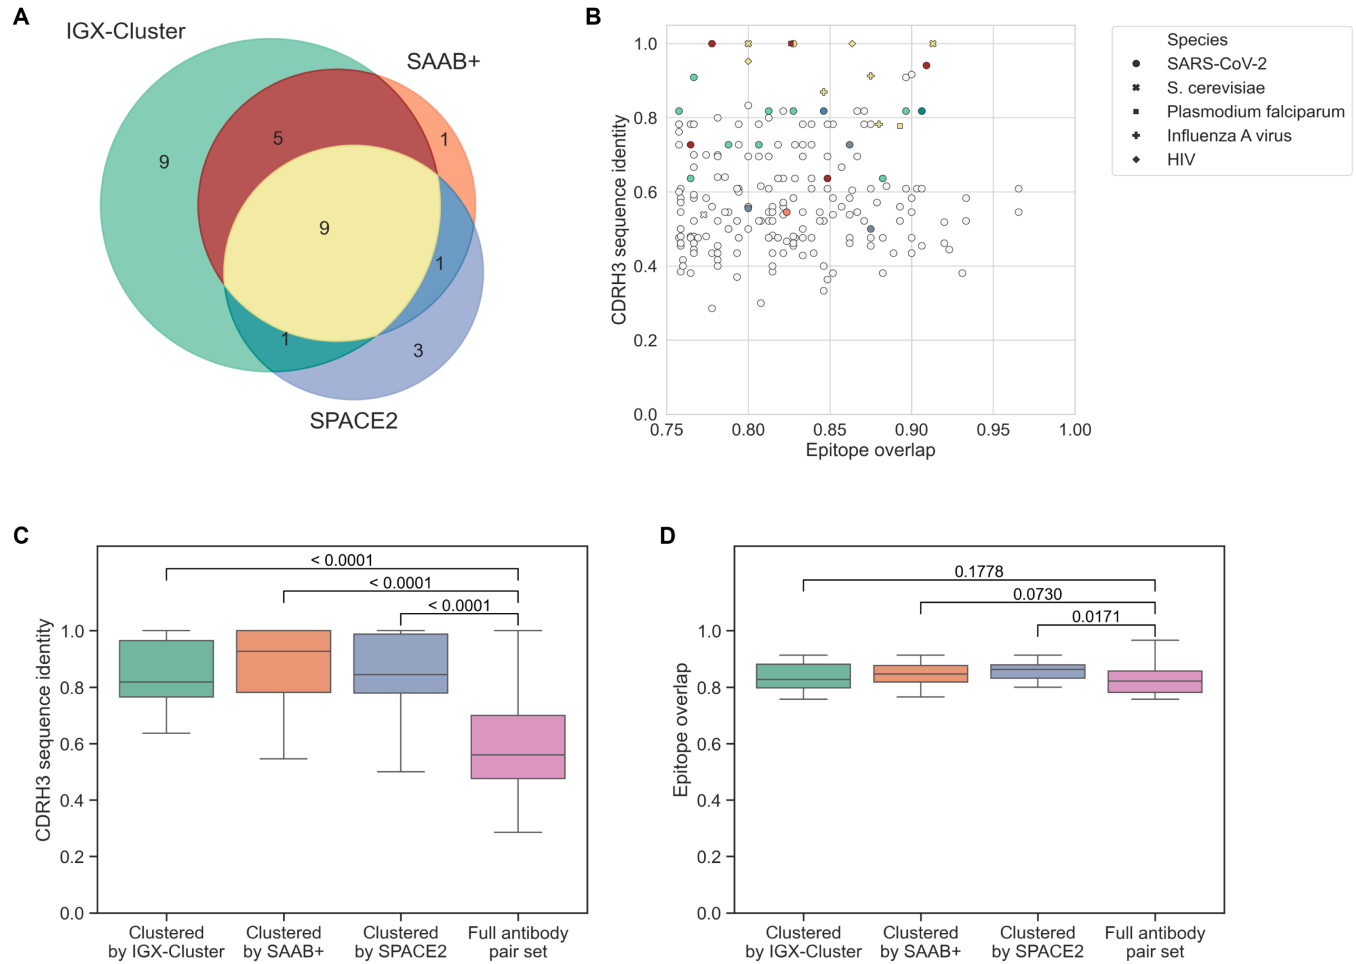 A
IGX-Cluster
SAAB+
9
5
1
9
1
1
3
SPACE2
B
CDRH3 sequence identity
1.0
0.8
0.6
0.4
0.2
0.0
0.75
0.80
0.85
0.90
0.95
1.00
Epitope overlap
Species
SARS-CoV-2
S. cerevisiae
Plasmodium falciparum
Influenza A virus
HIV
C
CDRH3 sequence identity
< 0.0001
< 0.0001
< 0.0001
1.0
0.8
0.6
0.4
0.2
0.0
Clustered
by IGX-Cluster
Clustered
by SAAB+
Clustered
by SPACE2
Full antibody
pair set
D
Epitope overlap
0.1778
0.0730
0.0171
1.0
0.8
0.6
0.4
0.2
0.0
Clustered
by IGX-Cluster
Clustered
by SAAB+
Clustered
by SPACE2
Full antibody
pair set